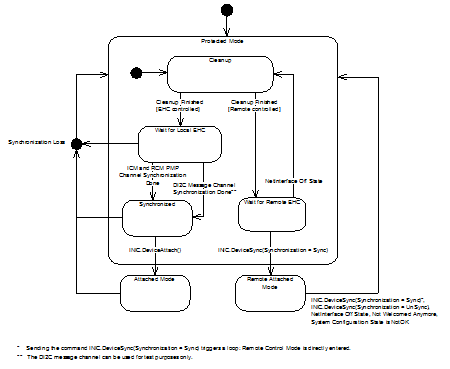 Protected Mode
Cleanup
Cleanup Finished
[EHC controlled]
Cleanup Finished
[Remote controlled]
Wait for Local EHC
Synchronization Loss
ICM and RCM PMP
Channel Synchronization
Done
DI2C Message Channel
Synchronization Done**
NetInterface Off State
Synchronized
Wait for Remote EHC
INC.DeviceAttach()
INC.DeviceSync(Synchronization = Sync)
Attached Mode
Remote Attached
Mode
INC.DeviceSync(Synchronization = Sync)*,
INC.DeviceSync(Synchronization = UnSync)
NetInterface Off State, Not Welcomed Anymore,
System Configuration State is NotOK
* Sending the command INC.DeviceSync(Synchronization = Sync) triggers a loop. Remote Control Mode is directly entered.
** The DI2C message channel can be used for test purposes only.